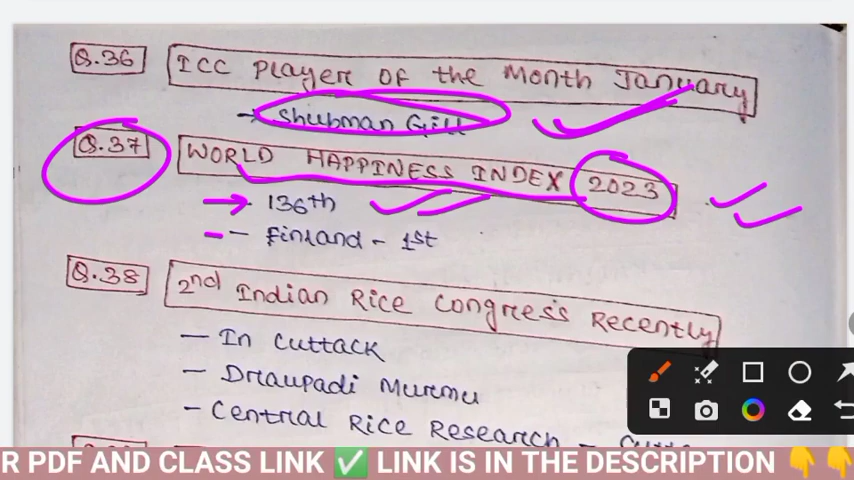 Q.36 ICC Player of the Month January
→ Shubman Gill
Q.37 WORLD HAPPINESS INDEX 2023
- 136th
- Finland - 1st
Q.38 2nd Indian Rice Congress Recently
- In Cuttack
- Draupadi Murmu
- Central Rice Research -
R PDF AND CLASS LINK ✅ LINK IS IN THE DESCRIPTION 👇👇